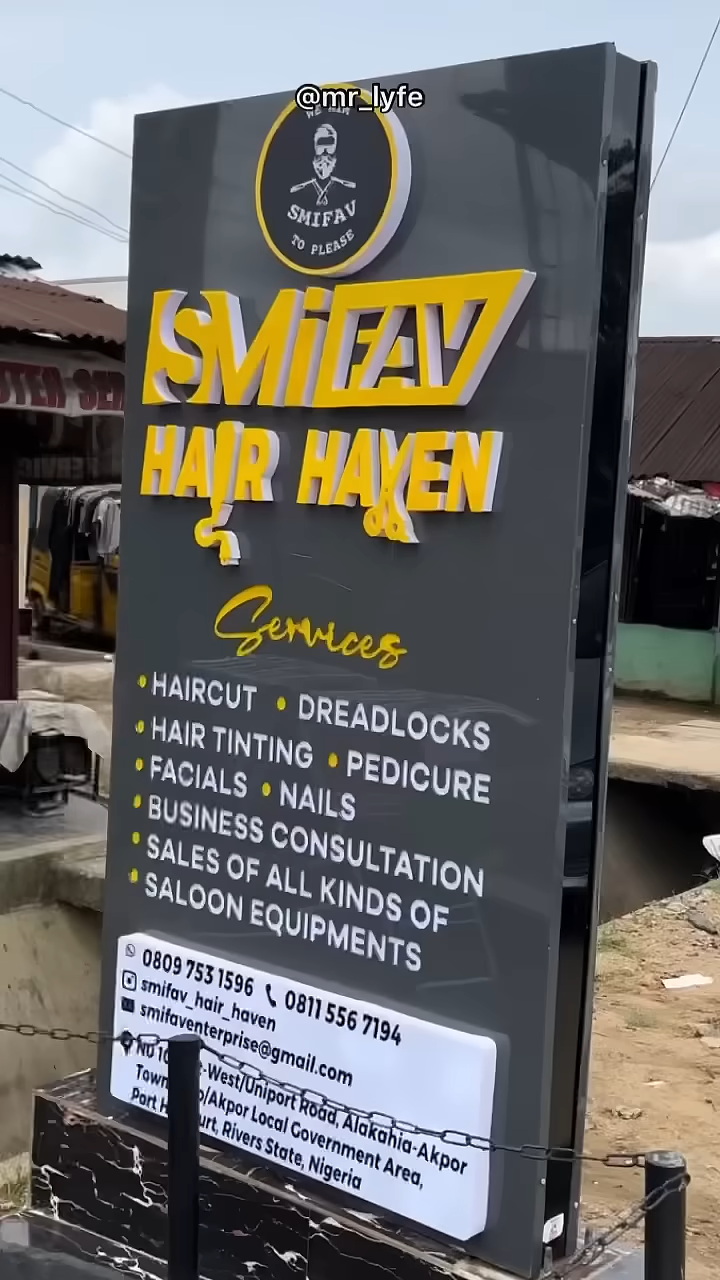 @mr_lyfe
WE AIM
SMIFAV
TO PLEASE
SMiFAV
HAIR HAVEN
Services
• HAIRCUT • DREADLOCKS
• HAIR TINTING • PEDICURE
• FACIALS • NAILS
• BUSINESS CONSULTATION
• SALES OF ALL KINDS OF
• SALOON EQUIPMENTS
0809 753 1596 0811 556 7194
smifav_hair_haven
smifaventerprise@gmail.com
No -West/Uniport Road, Alakahia-Akpor
/Akpor Local Government Area,
Port Rivers State, Nigeria